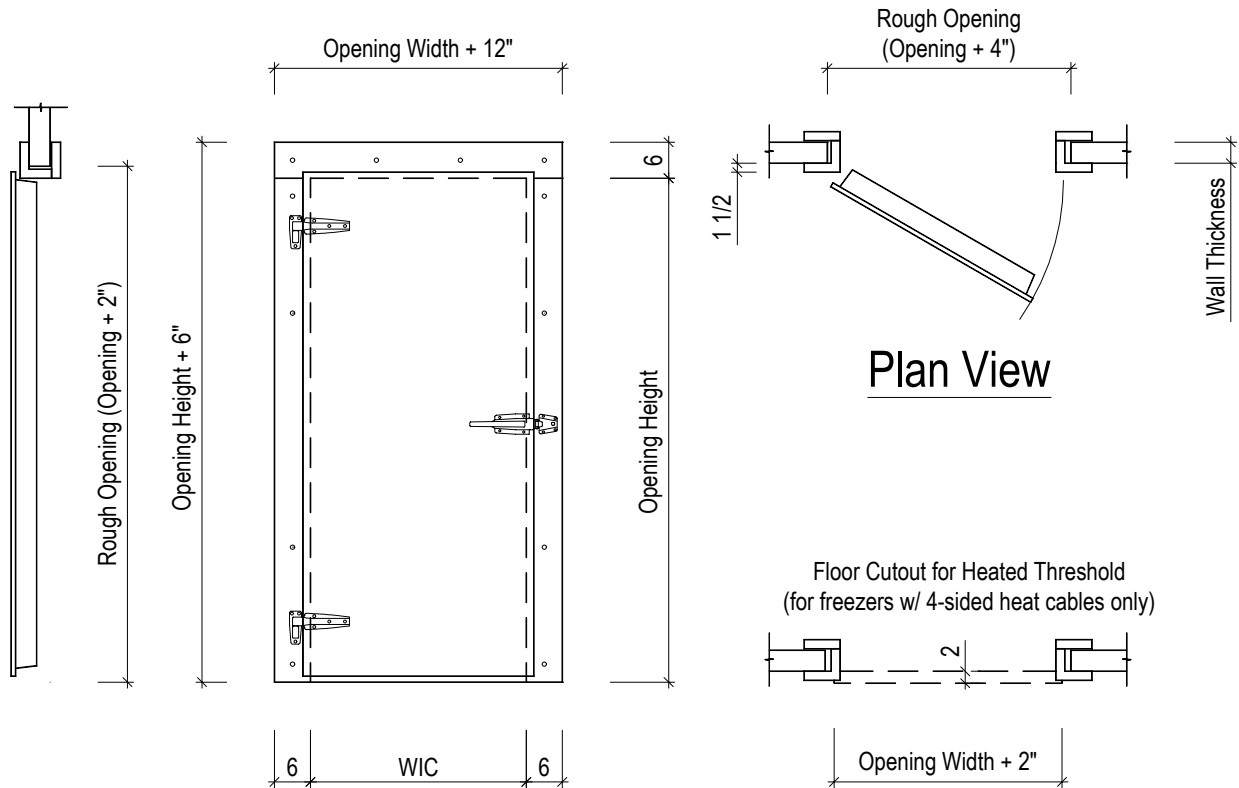 Opening Width + 12"
Rough Opening
(Opening + 4")
6
1 1/2
Wall Thickness
Rough Opening (Opening + 2")
Opening Height + 6"
Opening Height
Plan View
Floor Cutout for Heated Threshold
(for freezers w/ 4-sided heat cables only)
2
6
WIC
6
Opening Width + 2"